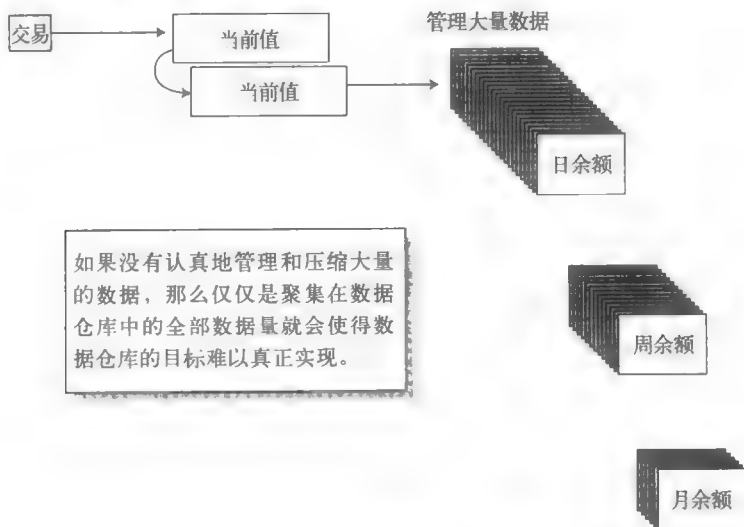 管理大量数据
交易
当前值
当前值
日余额
如果没有认真地管理和压缩大量
的数据，那么仅仅是聚集在数据
仓库中的全部数据量就会使得数
据仓库的目标难以真正实现。
周余额
月余额